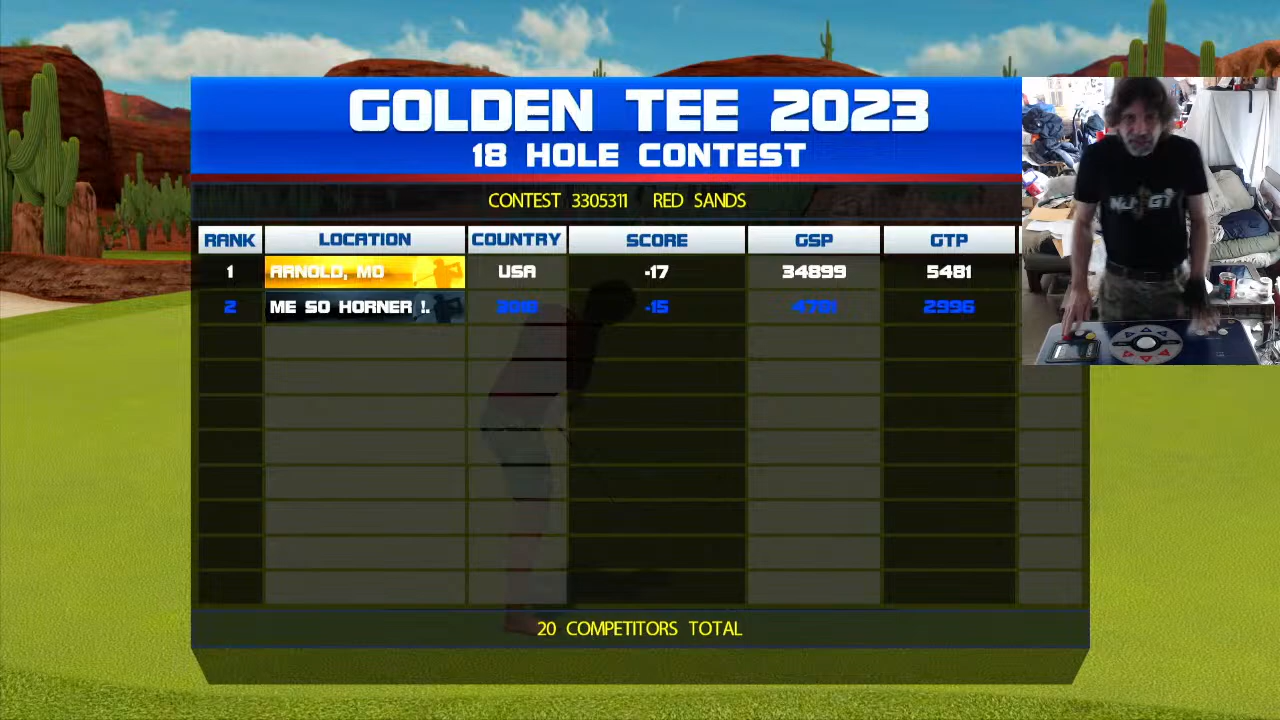 GOLDEN TEE 2023
18 HOLE CONTEST
CONTEST 3305311 RED SANDS
RANK LOCATION COUNTRY SCORE GSP GTP
1 ARNOLD, MO USA -17 34899 5481
2 ME SO HORNER !. -15 2996
20 COMPETITORS TOTAL